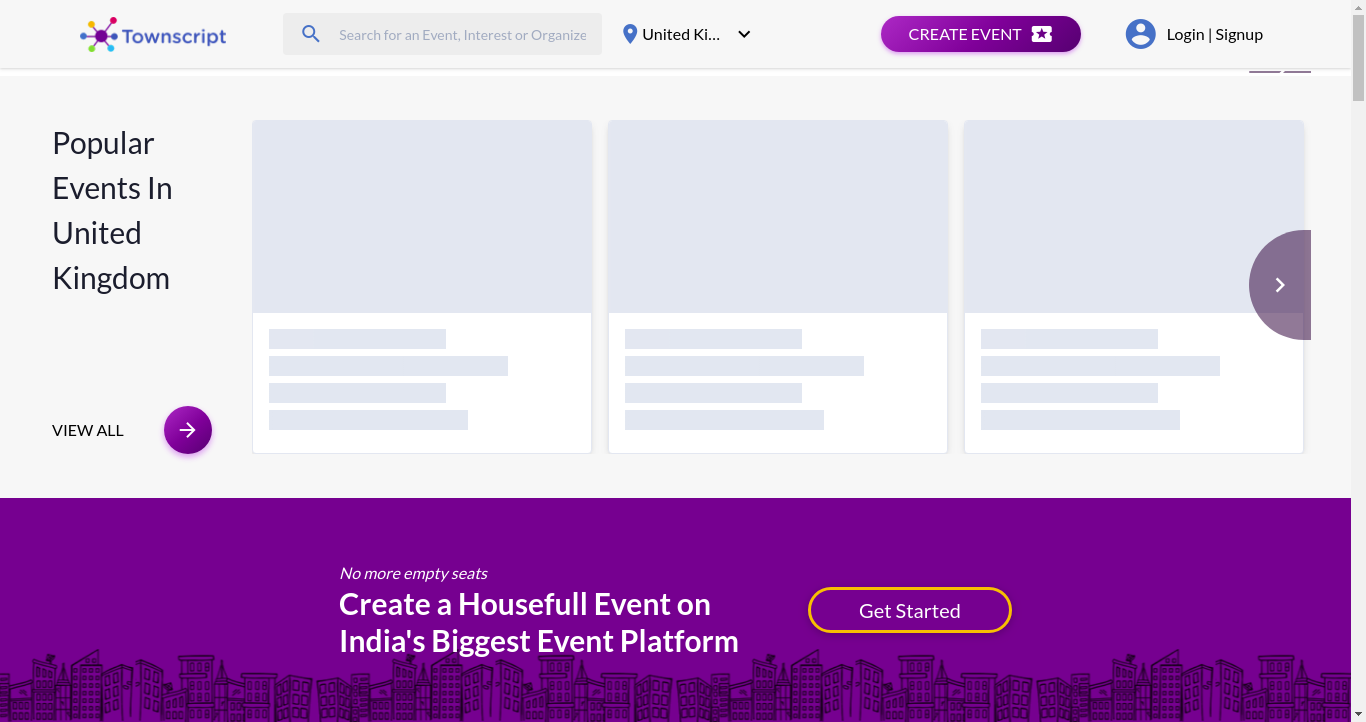 Townscript
Search for an Event, Interest or Organize
United Ki...
CREATE EVENT
Login | Signup
Popular
Events In
United
Kingdom
VIEW ALL
No more empty seats
Create a Housefull Event on
India's Biggest Event Platform
Get Started